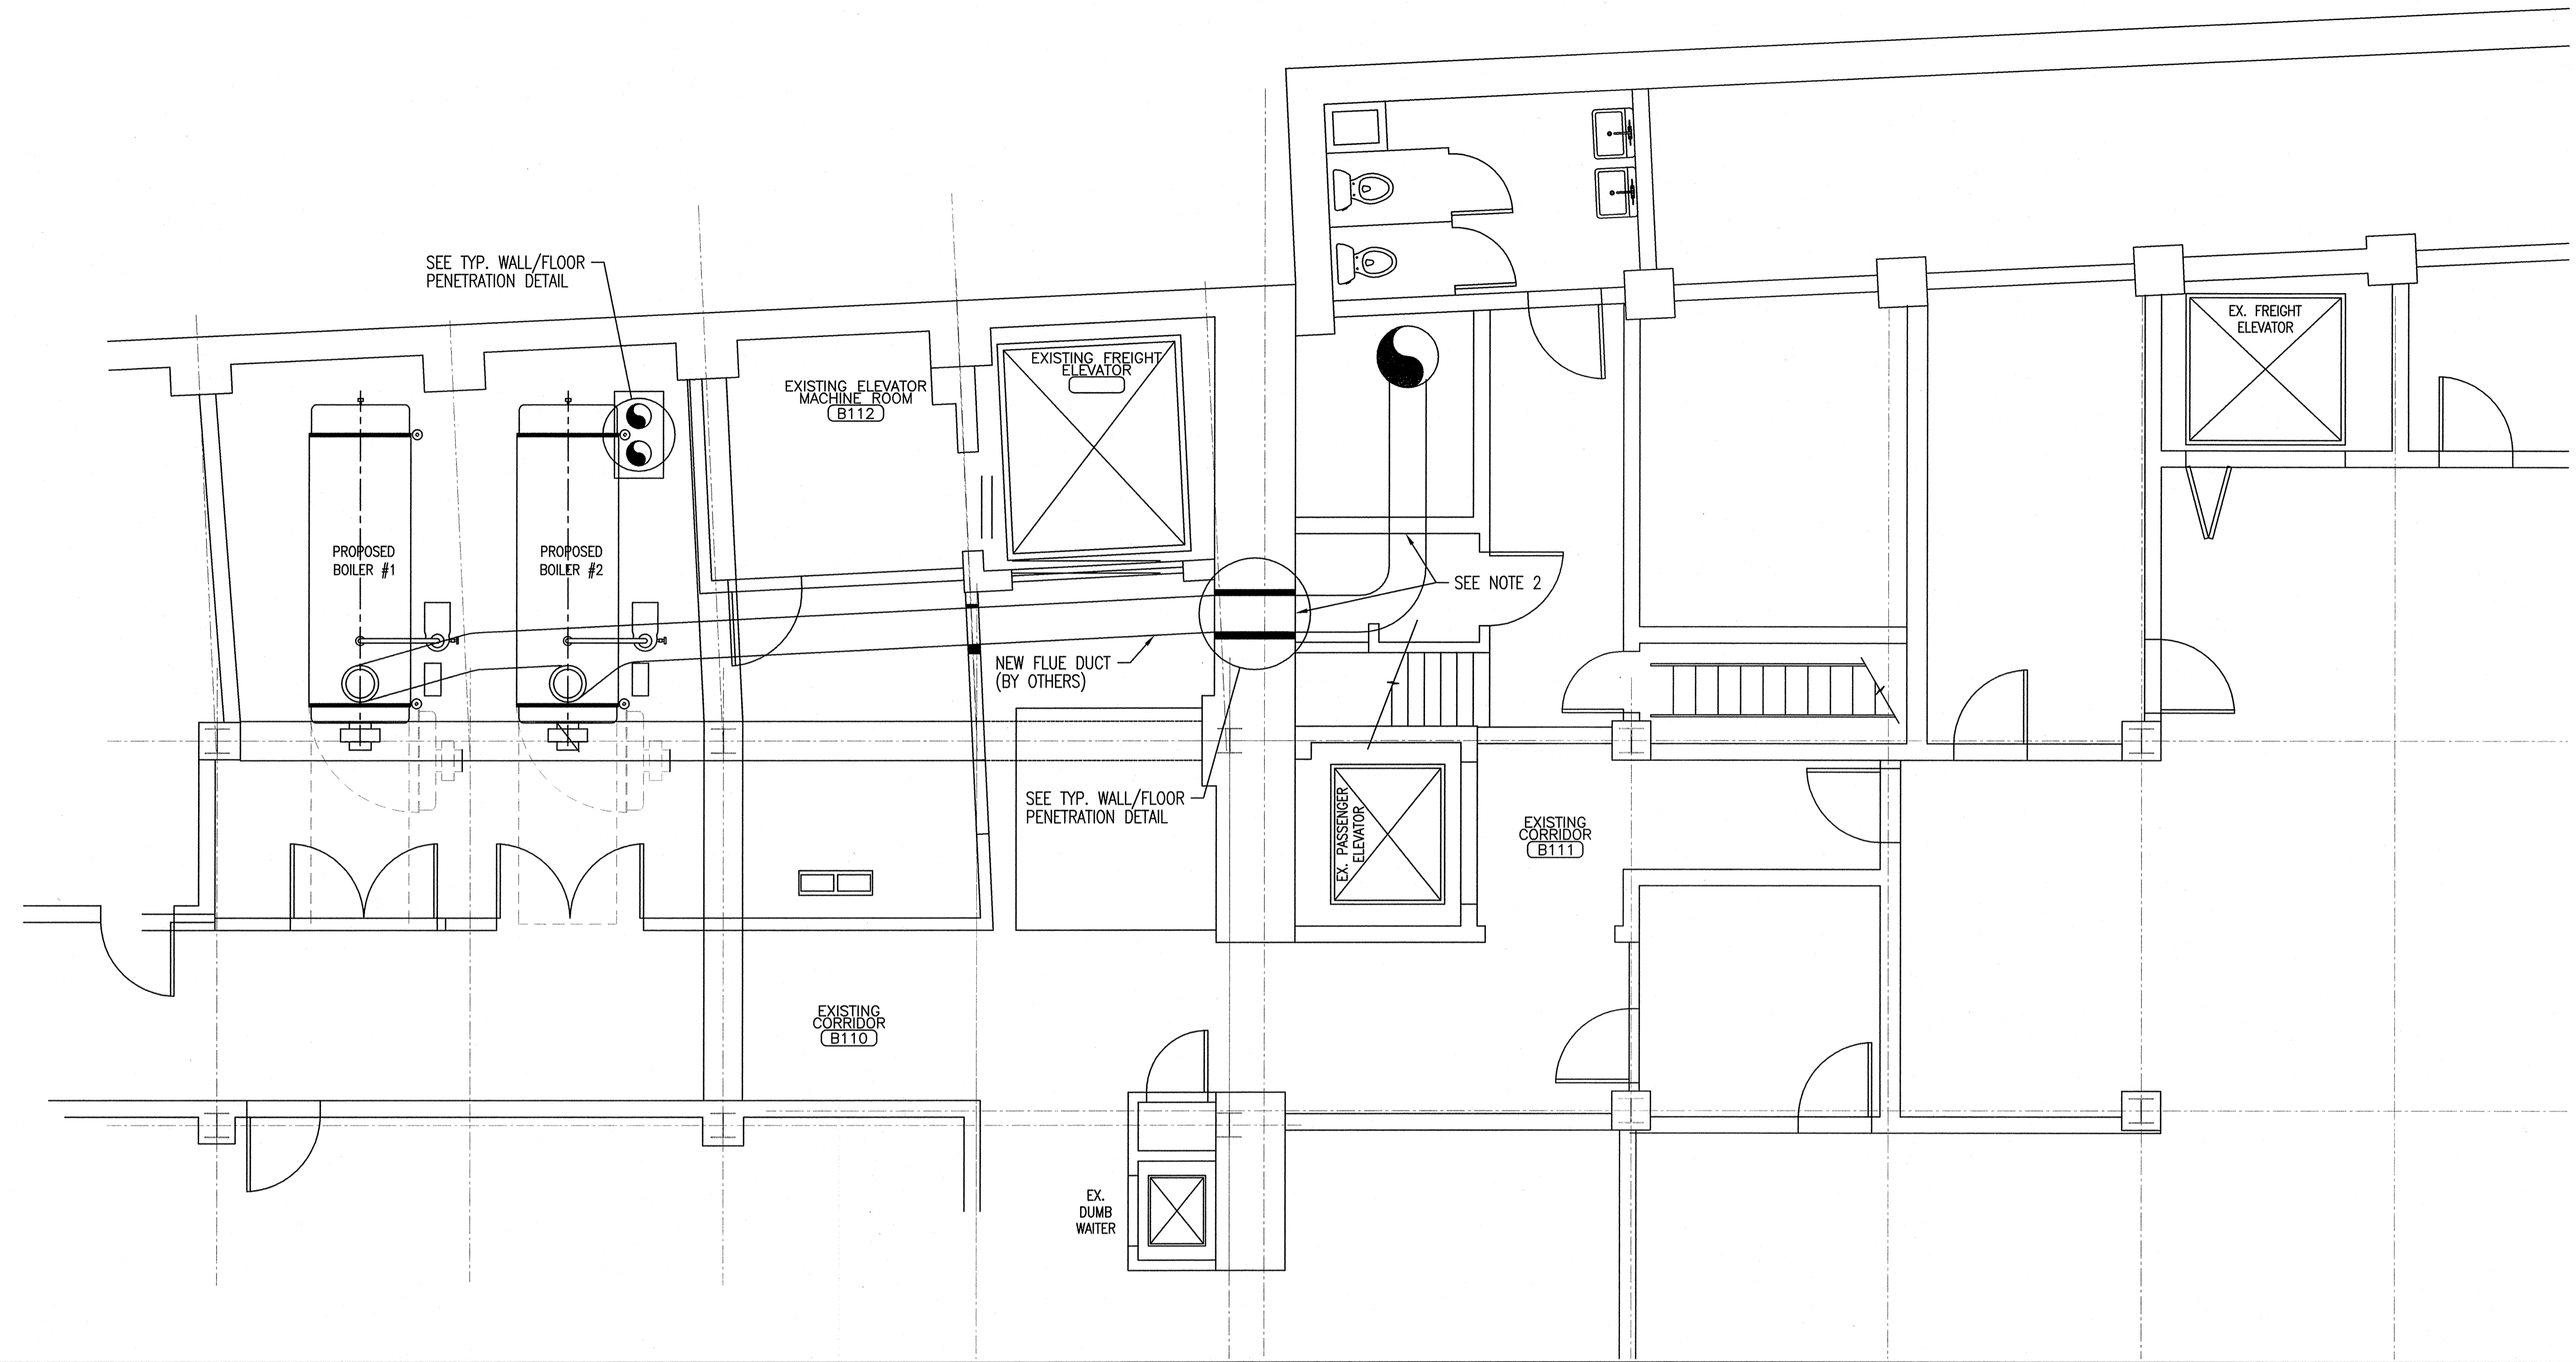 SEE TYP. WALL/FLOOR
PENETRATION DETAIL
EX. FREIGHT
ELEVATOR
EXISTING FREIGHT
ELEVATOR
EXISTING ELEVATOR
MACHINE ROOM
B112
PROPOSED
BOILER #1
PROPOSED
BOILER #2
SEE NOTE 2
NEW FLUE DUCT
(BY OTHERS)
SEE TYP. WALL/FLOOR
PENETRATION DETAIL
EX. PASSENGER
ELEVATOR
EXISTING
CORRIDOR
B111
EXISTING
CORRIDOR
B110
EX.
DUMB
WAITER